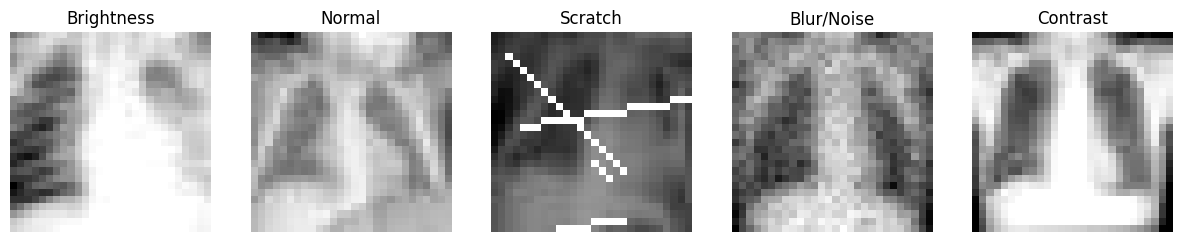 Brightness
Normal
Scratch
Blur/Noise
Contrast